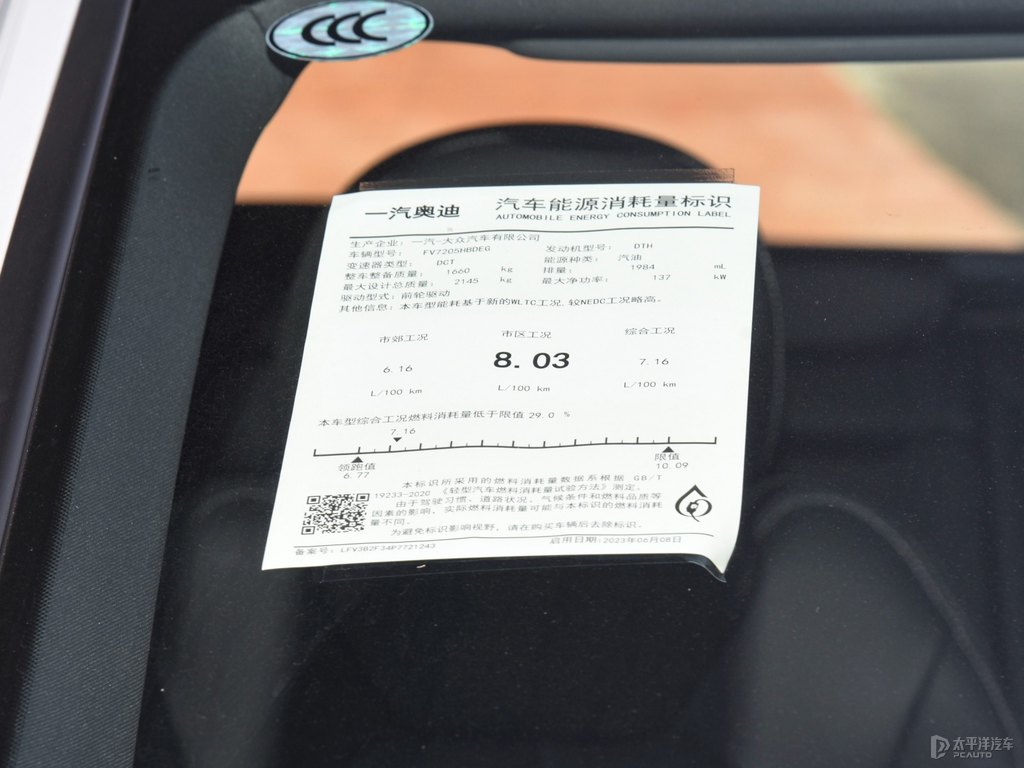 CCC
一汽奥迪 汽车能源消耗量标识
AUTOMOBILE ENERGY CONSUMPTION LABEL
生产企业: 一汽-大众汽车有限公司
车辆型号: FV7205HBDEG 发动机型号: DTH
变速器类型: DCT 能源种类: 汽油
整车整备质量: 1660 kg 排量: 1984 mL
最大设计总质量: 2145 kg 最大净功率: 137 kW
驱动型式: 前轮驱动
其他信息: 本车型能耗基于新的WLTC工况,较NEDC工况略高。
市郊工况 市区工况 综合工况
6.16 8.03 7.16
L/100 km L/100 km L/100 km
本车型综合工况燃料消耗量低于限值 29.0 %
7.16
领跑值 限值
6.77 10.09
本标识所采用的燃料消耗量数据系根据 GB/T
19233-2020 《轻型汽车燃料消耗量试验方法》测定。
由于驾驶习惯、道路状况、气候条件和燃料品质等
因素的影响,实际燃料消耗量可能与本标识的燃料消耗
量不同。
为避免标识影响视野,请在购买车辆后去除标识。
备案号: LFV3B2F34P7721243 启用日期:2023年06月08日
太平洋汽车
PCAUTO